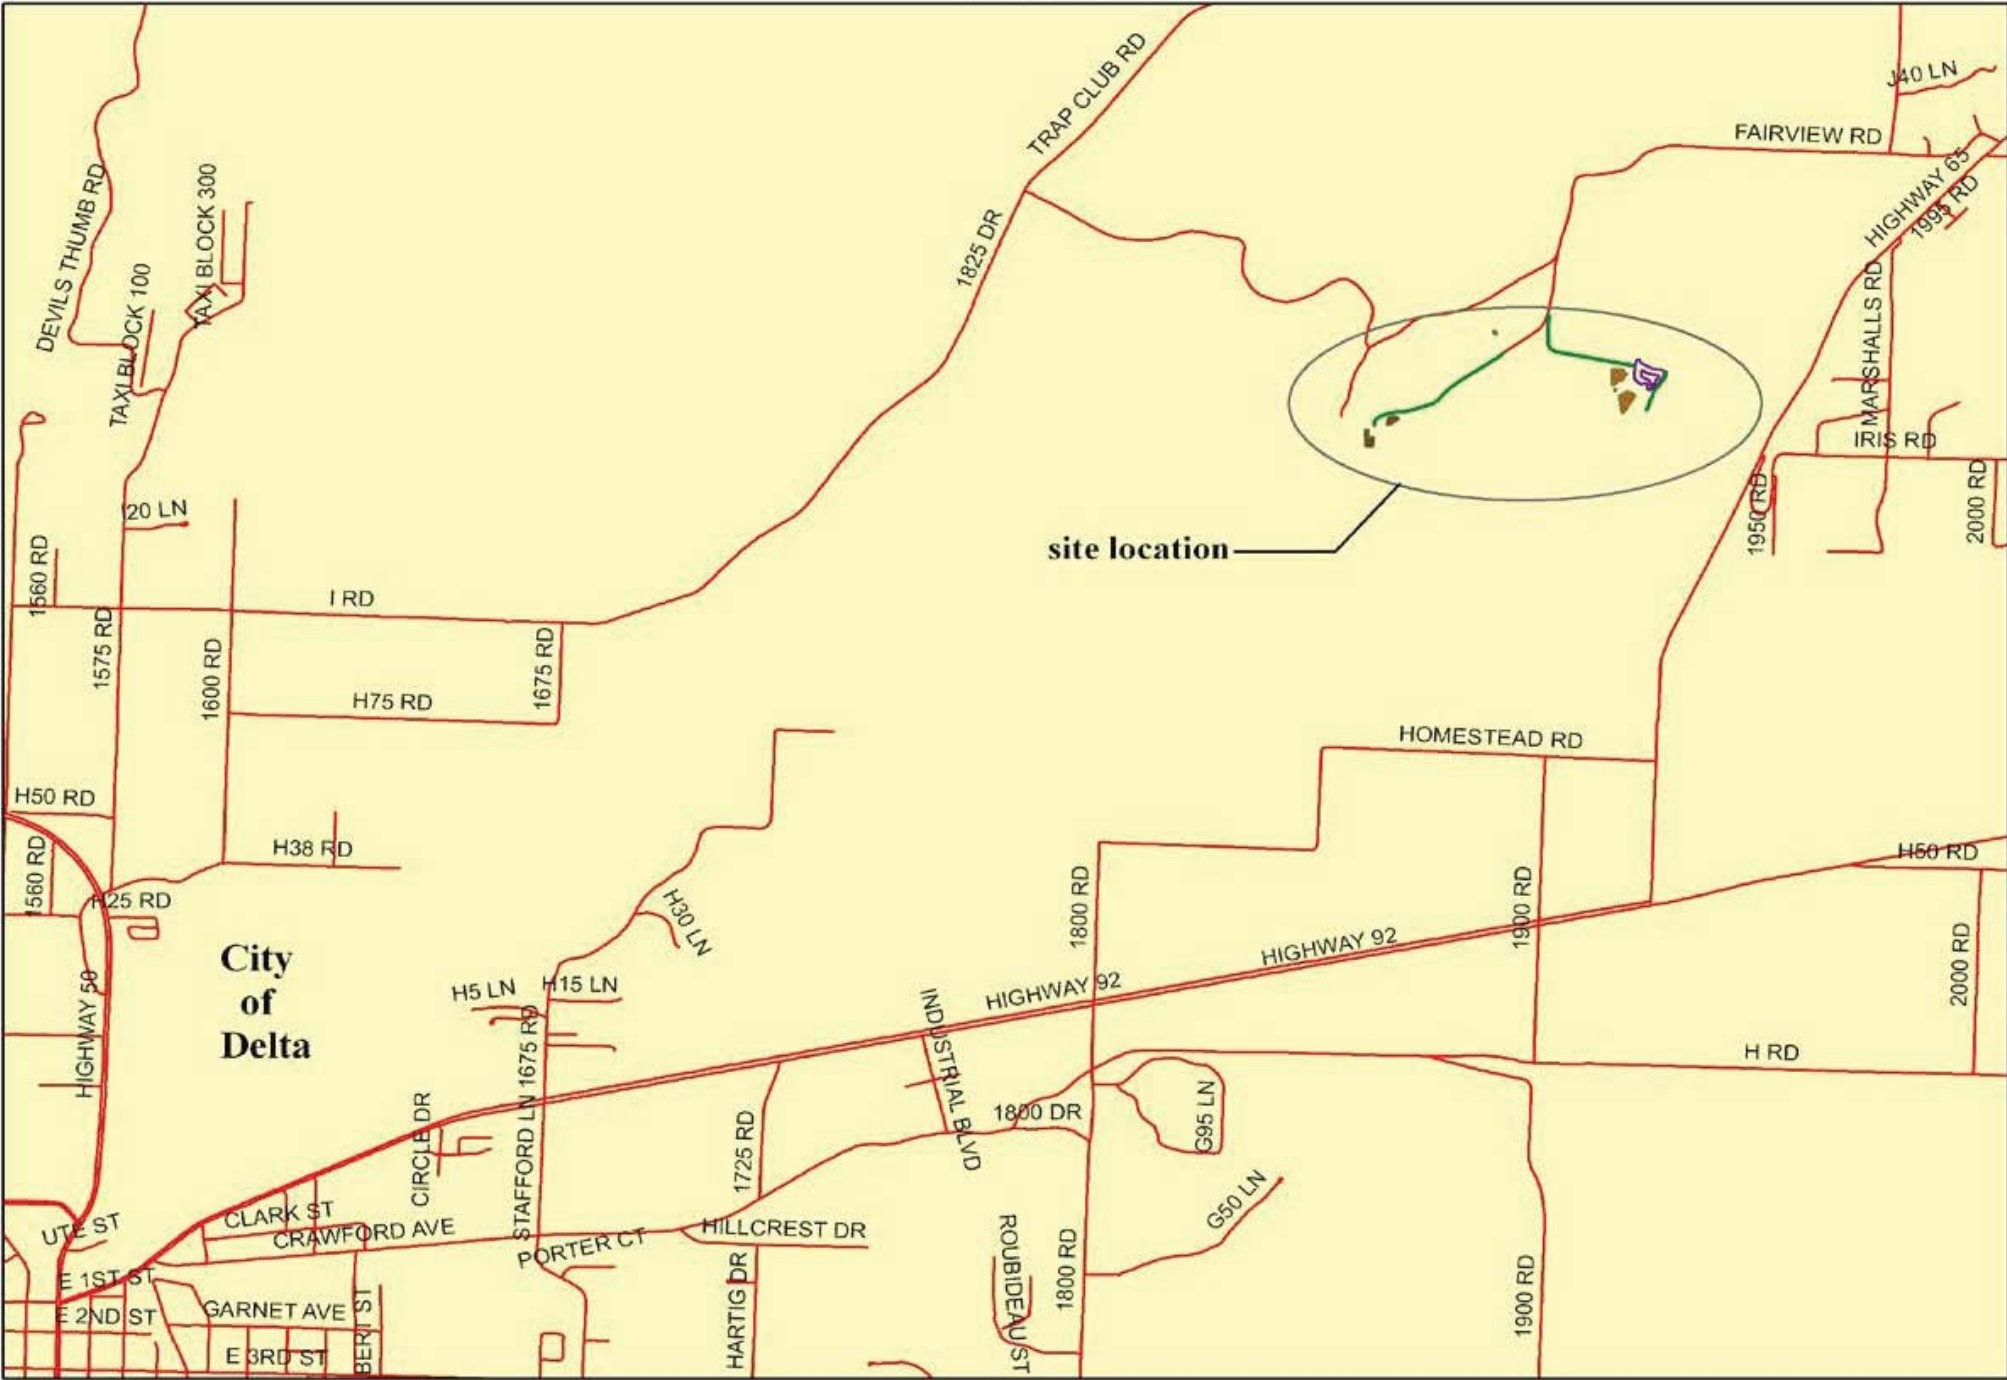 TRAP CLUB RD
J40 LN
FAIRVIEW RD
HIGHWAY 65
1995 RD
DEVILS THUMB RD
TAXI BLOCK 300
TAXI BLOCK 100
1825 DR
MARSHALLS RD
IRIS RD
1950 RD
2000 RD
I20 LN
site location
1560 RD
I RD
1575 RD
1600 RD
1675 RD
H75 RD
HOMESTEAD RD
H50 RD
H38 RD
1560 RD
H25 RD
H30 LN
1800 RD
1900 RD
H50 RD
City
of
Delta
HIGHWAY 50
H5 LN
H15 LN
HIGHWAY 92
HIGHWAY 92
2000 RD
INDUSTRIAL BLVD
H RD
CIRCLE DR
STAFFORD LN 1675 RD
1725 RD
1800 DR
G95 LN
G50 LN
UTE ST
CLARK ST
CRAWFORD AVE
PORTER CT
HILLCREST DR
ROUBIDEAU ST
1800 RD
1900 RD
E 1ST ST
E 2ND ST
GARNET AVE
BERT ST
HARTIG DR
E 3RD ST